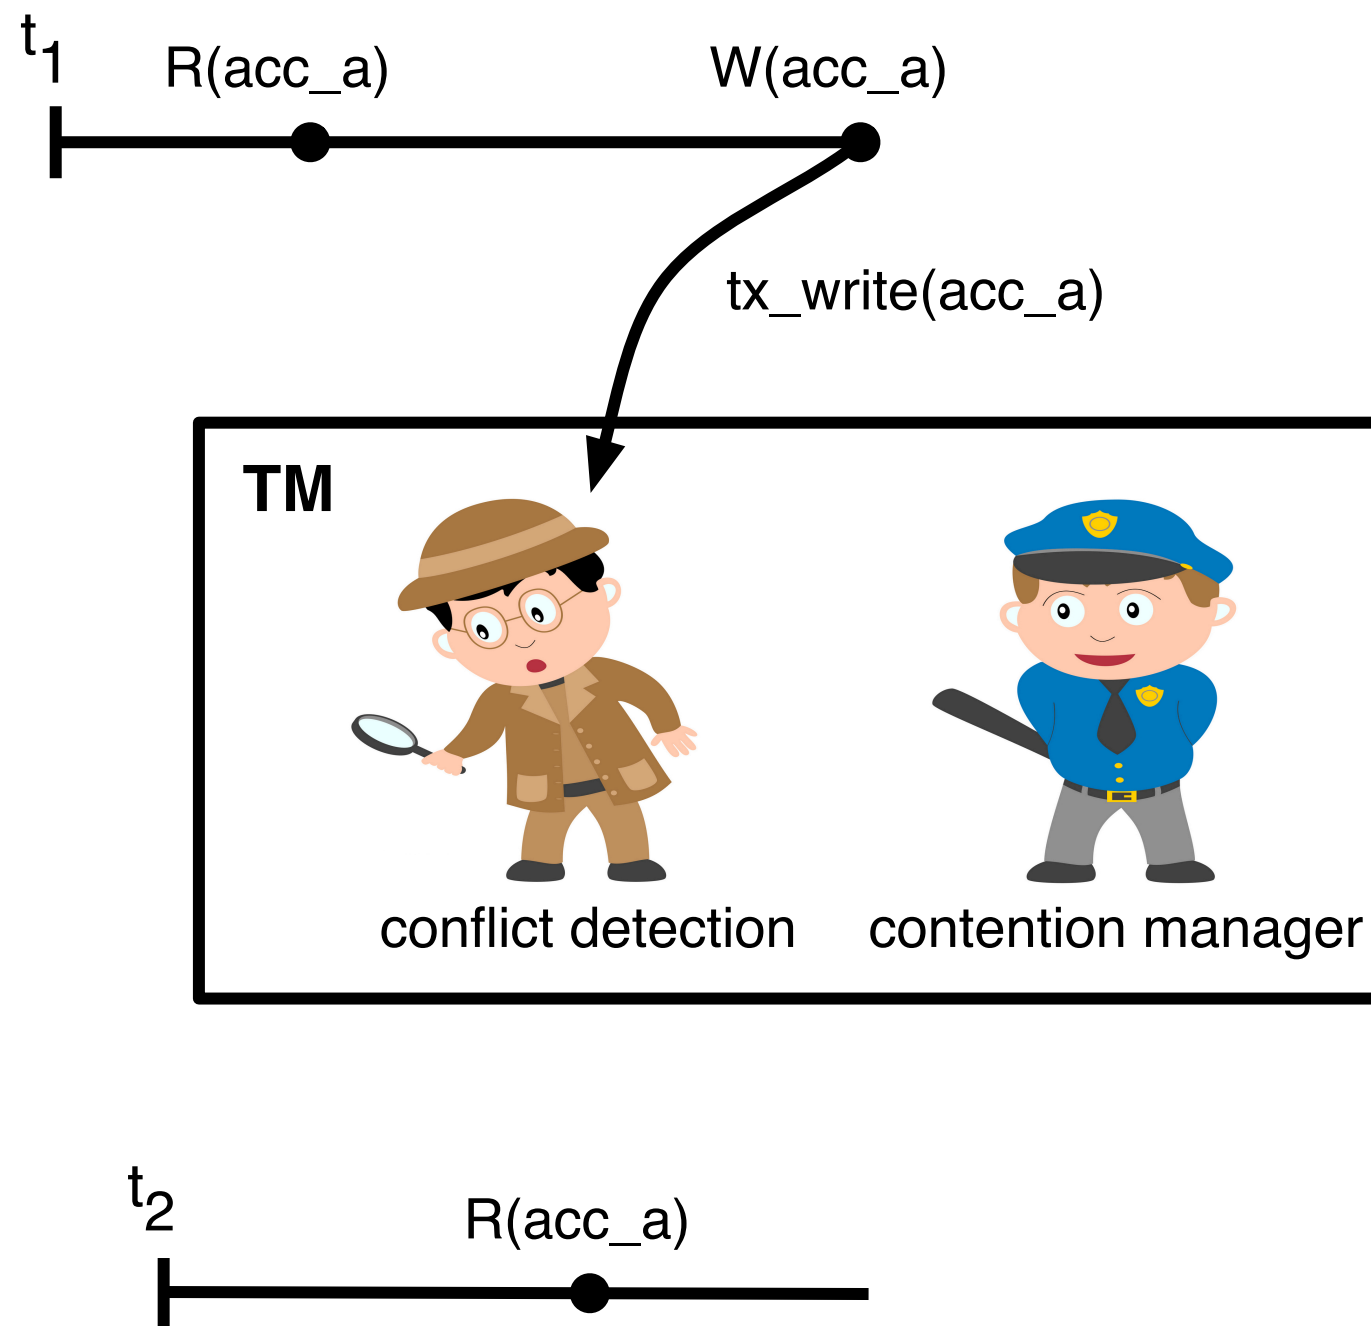 t1
R(acc_a)
W(acc_a)
tx_write(acc_a)
TM
conflict detection
contention manager
t2
R(acc_a)